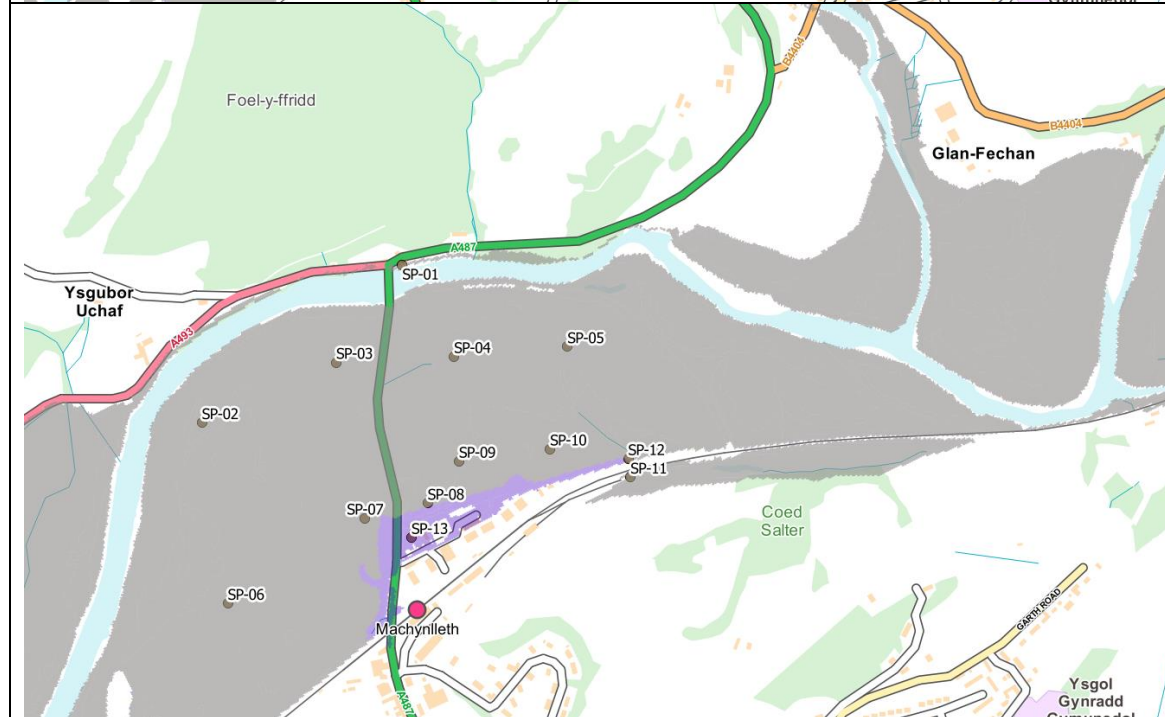 B4404
Foel-y-ffridd
B4404
Glan-Fechan
A487
SP-01
Ysgubor
Uchaf
A493
SP-03
SP-04
SP-05
SP-02
SP-09
SP-10
SP-12
SP-11
SP-08
SP-07
SP-13
Coed
Salter
SP-06
GARTH ROAD
Machynlleth
A487
Ysgol
Gynradd